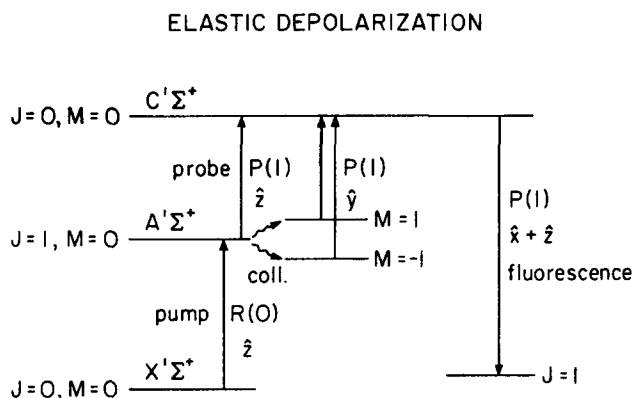 ELASTIC DEPOLARIZATION
C¹Σ⁺
J=0, M=0
probe
P(1)
ẑ
P(1)
ŷ
P(1)
x̂ + ẑ
fluorescence
A¹Σ⁺
J=1, M=0
M=1
M=-1
coll.
pump
R(0)
ẑ
X¹Σ⁺
J=0, M=0
J=1